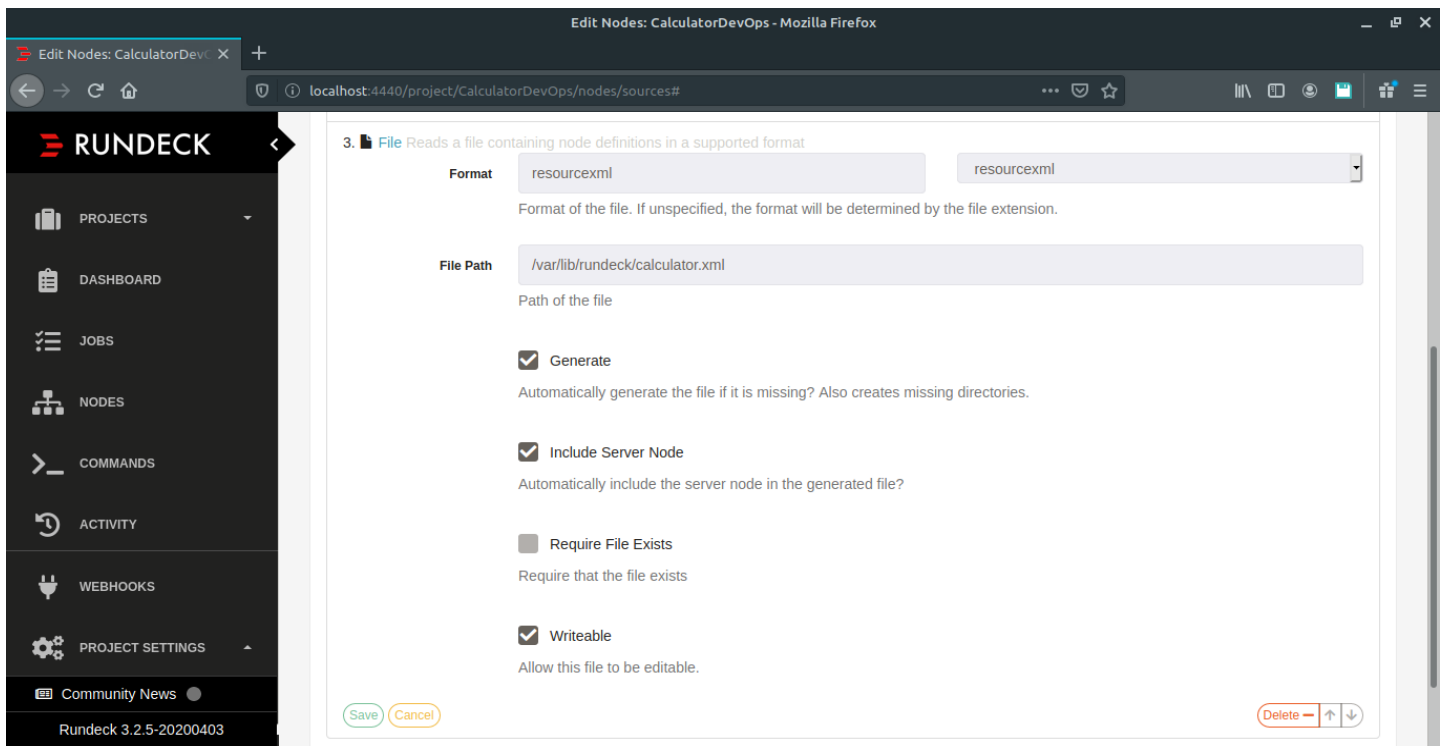 Edit Nodes: CalculatorDevOps - Mozilla Firefox
Edit Nodes: CalculatorDevO
localhost:4440/project/CalculatorDevOps/nodes/sources#
RUNDECK
PROJECTS
DASHBOARD
JOBS
NODES
COMMANDS
ACTIVITY
WEBHOOKS
PROJECT SETTINGS
Community News
Rundeck 3.2.5-20200403
3. File Reads a file containing node definitions in a supported format
Format resourcexml resourcexml
Format of the file. If unspecified, the format will be determined by the file extension.
File Path /var/lib/rundeck/calculator.xml
Path of the file
Generate
Automatically generate the file if it is missing? Also creates missing directories.
Include Server Node
Automatically include the server node in the generated file?
Require File Exists
Require that the file exists
Writeable
Allow this file to be editable.
Save Cancel Delete